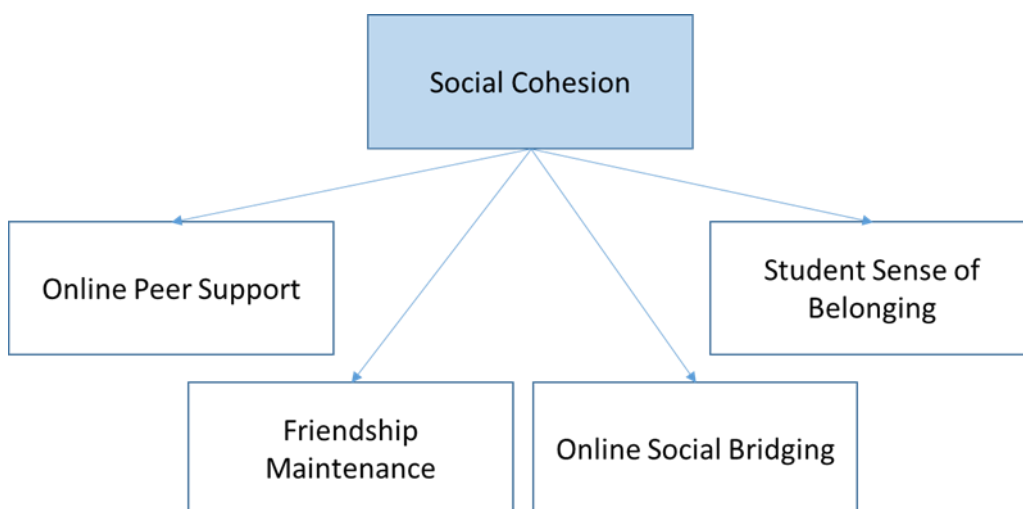 Social Cohesion
Online Peer Support
Student Sense of
Belonging
Friendship
Maintenance
Online Social Bridging